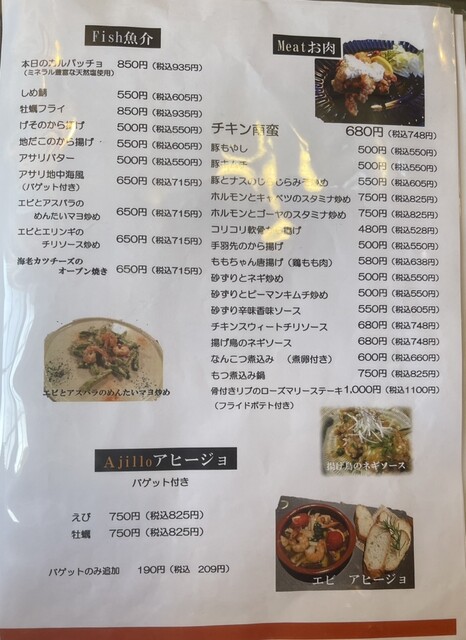 Fish魚介
本日のカルパッチョ 850円(税込935円)
(ミネラル豊富な天然塩使用)
しめ鯖 550円(税込605円)
牡蠣フライ 850円(税込935円)
げそのから揚げ 500円(税込550円)
地だこのから揚げ 550円(税込605円)
アサリバター 500円(税込550円)
アサリ地中海風 650円(税込715円)
(バゲット付き)
エビとアスパラの
めんたいマヨ炒め 650円(税込715円)
エビとエリンギの
チリソース炒め 650円(税込715円)
海老カツチーズの
オーブン焼き 650円(税込715円)
エビとアスパラのめんたいマヨ炒め
Meatお肉
チキン南蛮 680円(税込748円)
豚もやし 500円(税込550円)
500円(税込550円)
豚とナスの 550円(税込605円)
ホルモンとキャベツのスタミナ炒め 750円(税込825円)
ホルモンとゴーヤのスタミナ炒め 750円(税込825円)
コリコリ軟骨 揚げ 480円(税込528円)
手羽先のから揚げ 500円(税込550円)
ももちゃん唐揚げ(鶏もも肉) 580円(税込638円)
砂ずりとネギ炒め 500円(税込550円)
砂ずりとピーマンキムチ炒め 500円(税込550円)
砂ずり辛味香味ソース 550円(税込605円)
チキンスウィートチリソース 680円(税込748円)
揚げ鳥のネギソース 680円(税込748円)
なんこつ煮込み (煮卵付き) 600円(税込660円)
もつ煮込み鍋 750円(税込825円)
骨付きリブのローズマリーステーキ 1,000円(税込1100円)
(フライドポテト付き)
揚げ鳥のネギソース
Ajilloアヒージョ
バゲット付き
えび 750円(税込825円)
牡蠣 750円(税込825円)
バゲットのみ追加 190円(税込 209円)
エビ アヒージョ